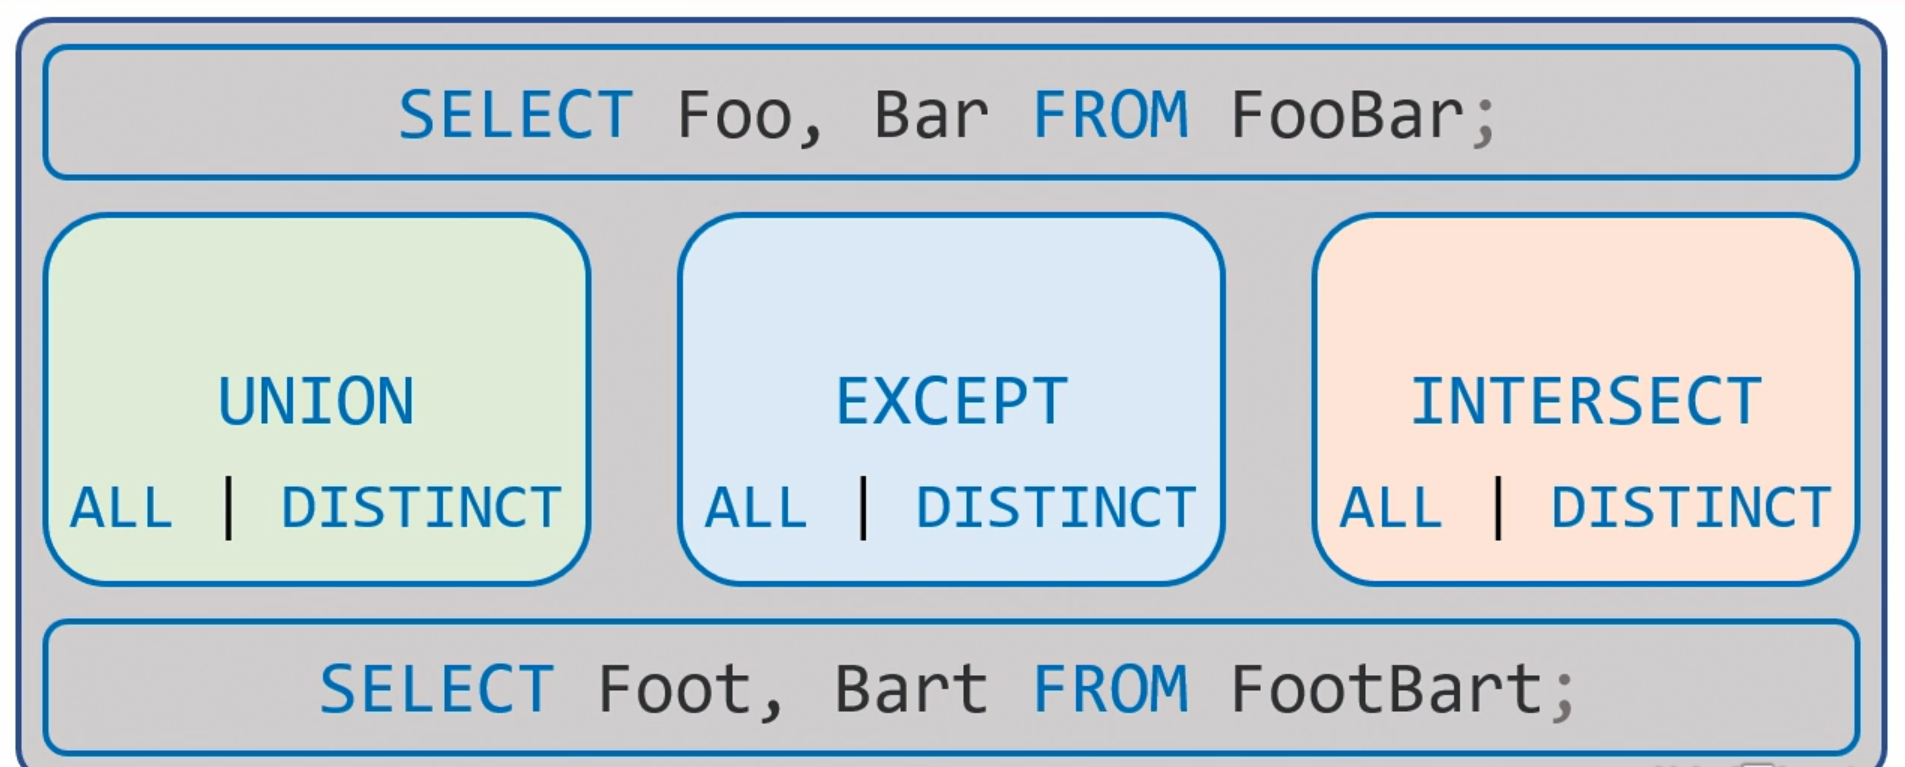 SELECT Foo, Bar FROM FooBar;
UNION
ALL | DISTINCT
EXCEPT
ALL | DISTINCT
INTERSECT
ALL | DISTINCT
SELECT Foot, Bart FROM FootBart;